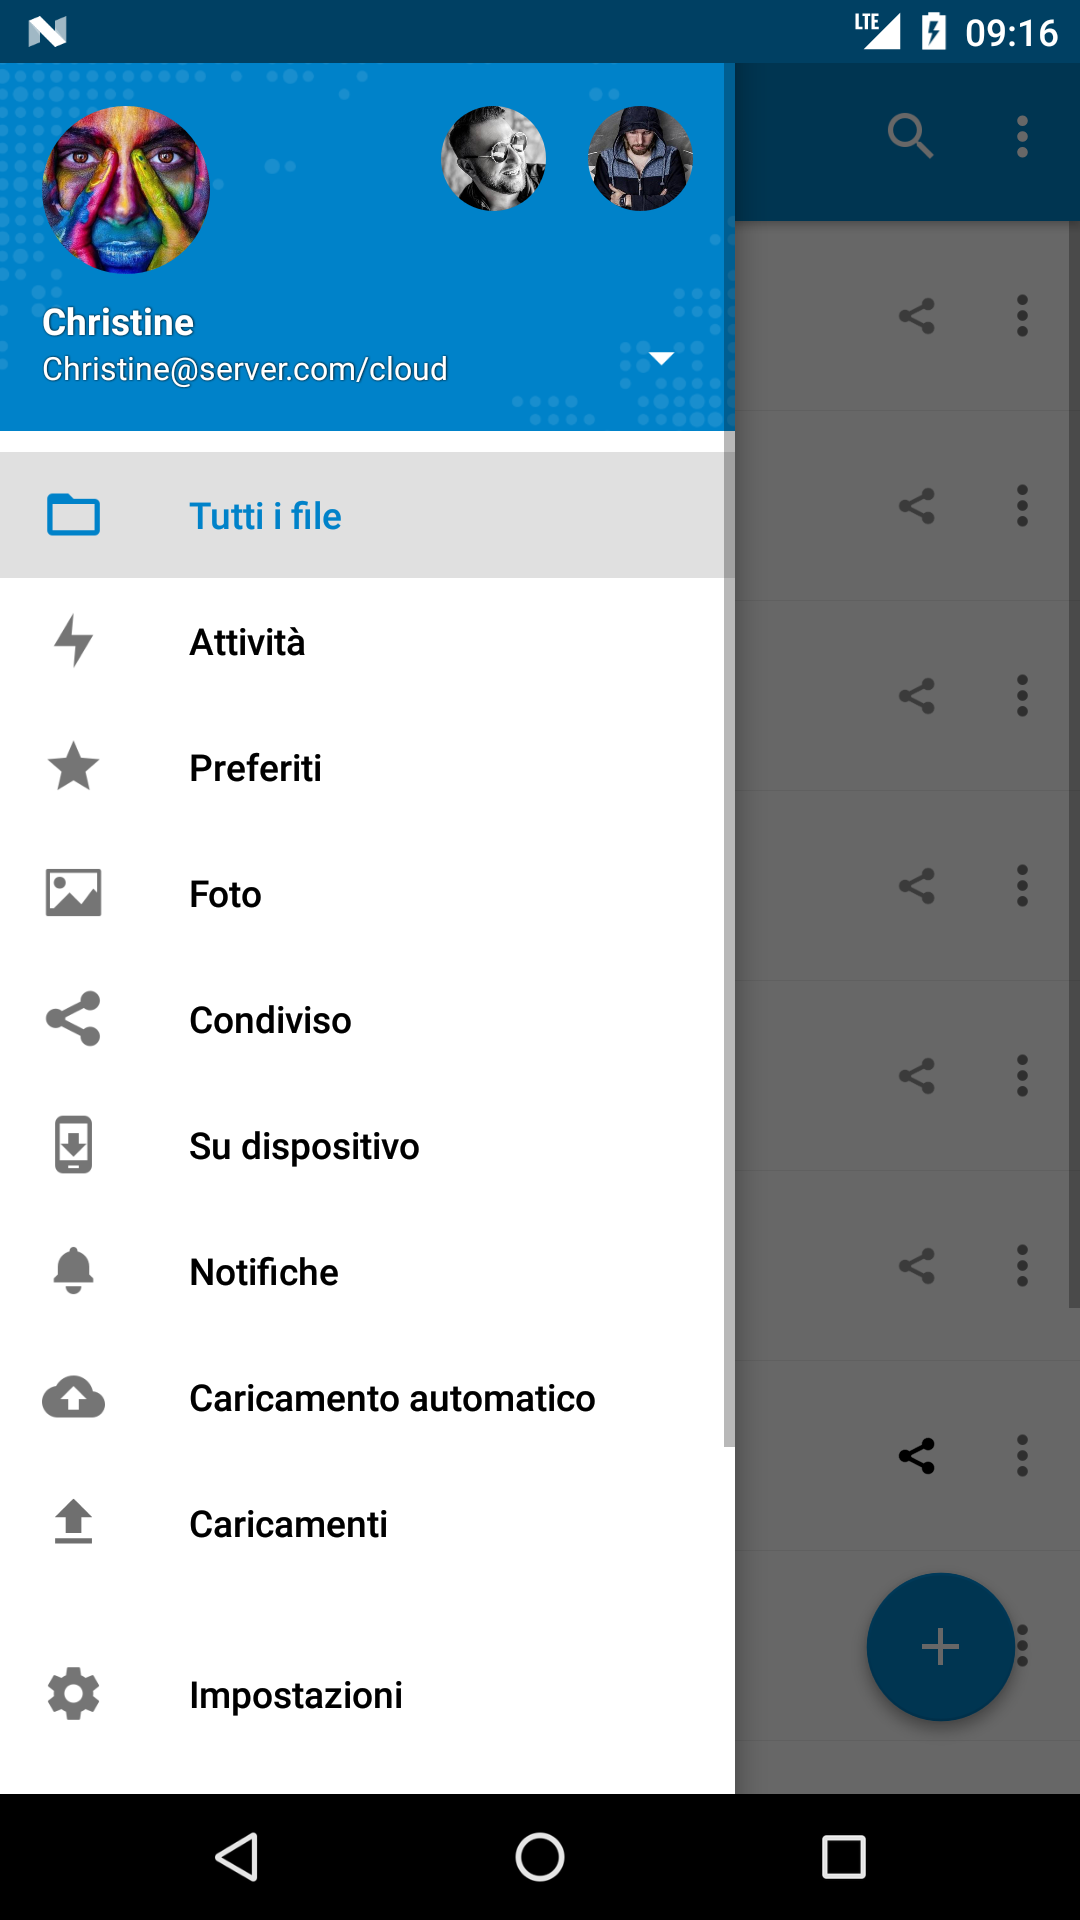 LTE 09:16
Christine
Christine@server.com/cloud
Tutti i file
Attività
Preferiti
Foto
Condiviso
Su dispositivo
Notifiche
Caricamento automatico
Caricamenti
Impostazioni